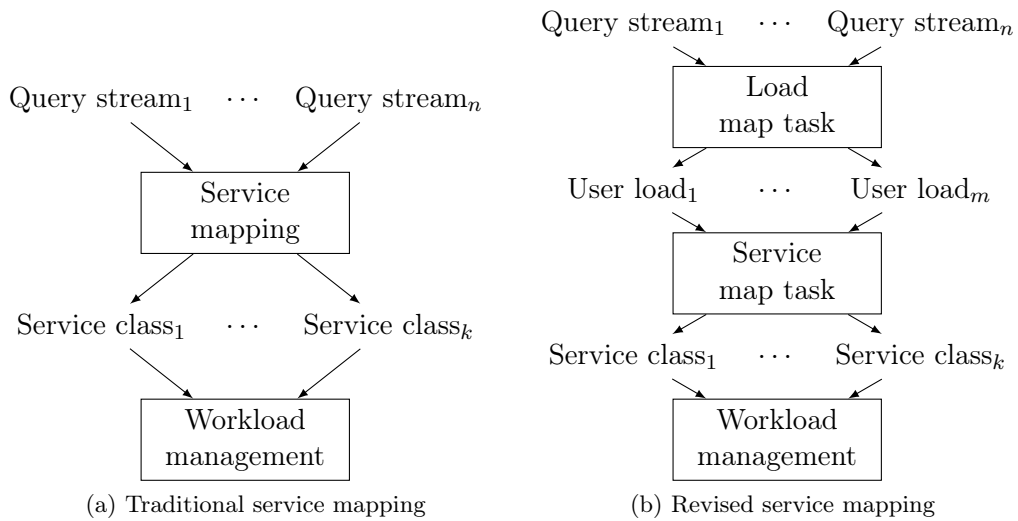 Query stream₁ ··· Query streamₙ
Service
mapping
Service class₁ ··· Service classₖ
Workload
management
(a) Traditional service mapping
Query stream₁ ··· Query streamₙ
Load
map task
User load₁ ··· User loadₘ
Service
map task
Service class₁ ··· Service classₖ
Workload
management
(b) Revised service mapping